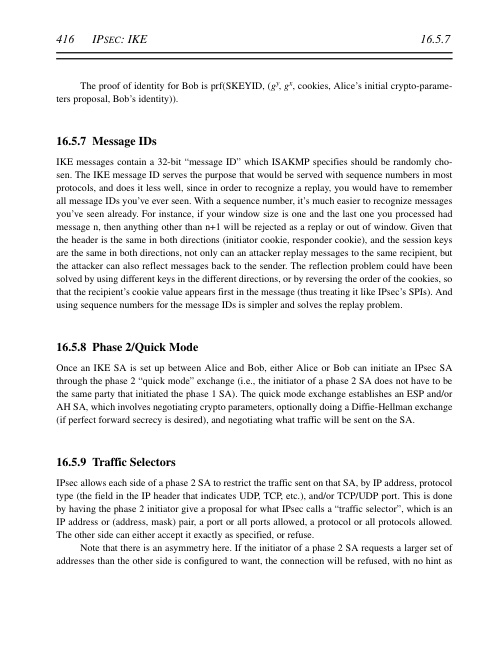 416 IPSEC: IKE 16.5.7
The proof of identity for Bob is prf(SKEYID, (gʸ, gˣ, cookies, Alice's initial crypto-parame-
ters proposal, Bob's identity)).
16.5.7 Message IDs
IKE messages contain a 32-bit “message ID” which ISAKMP specifies should be randomly cho-
sen. The IKE message ID serves the purpose that would be served with sequence numbers in most
protocols, and does it less well, since in order to recognize a replay, you would have to remember
all message IDs you've ever seen. With a sequence number, it's much easier to recognize messages
you've seen already. For instance, if your window size is one and the last one you processed had
message n, then anything other than n+1 will be rejected as a replay or out of window. Given that
the header is the same in both directions (initiator cookie, responder cookie), and the session keys
are the same in both directions, not only can an attacker replay messages to the same recipient, but
the attacker can also reflect messages back to the sender. The reflection problem could have been
solved by using different keys in the different directions, or by reversing the order of the cookies, so
that the recipient's cookie value appears first in the message (thus treating it like IPsec's SPIs). And
using sequence numbers for the message IDs is simpler and solves the replay problem.
16.5.8 Phase 2/Quick Mode
Once an IKE SA is set up between Alice and Bob, either Alice or Bob can initiate an IPsec SA
through the phase 2 “quick mode” exchange (i.e., the initiator of a phase 2 SA does not have to be
the same party that initiated the phase 1 SA). The quick mode exchange establishes an ESP and/or
AH SA, which involves negotiating crypto parameters, optionally doing a Diffie-Hellman exchange
(if perfect forward secrecy is desired), and negotiating what traffic will be sent on the SA.
16.5.9 Traffic Selectors
IPsec allows each side of a phase 2 SA to restrict the traffic sent on that SA, by IP address, protocol
type (the field in the IP header that indicates UDP, TCP, etc.), and/or TCP/UDP port. This is done
by having the phase 2 initiator give a proposal for what IPsec calls a “traffic selector”, which is an
IP address or (address, mask) pair, a port or all ports allowed, a protocol or all protocols allowed.
The other side can either accept it exactly as specified, or refuse.
Note that there is an asymmetry here. If the initiator of a phase 2 SA requests a larger set of
addresses than the other side is configured to want, the connection will be refused, with no hint as